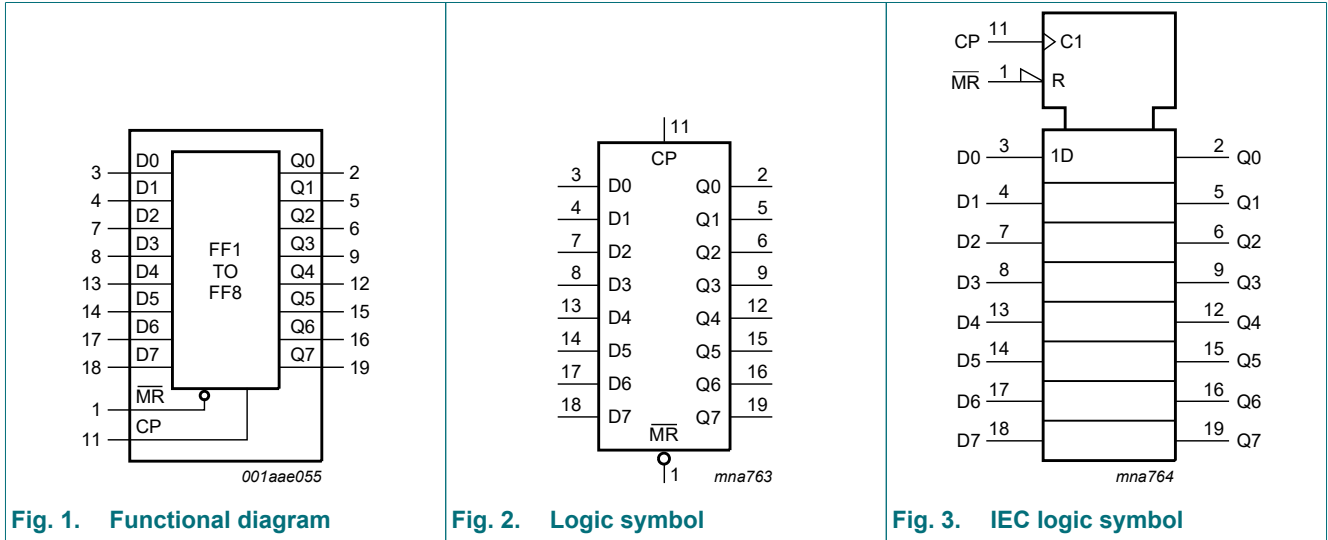 3 D0 Q0 2
4 D1 Q1 5
7 D2 Q2 6
8 D3 Q3 9
13 D4 Q4 12
14 D5 Q5 15
17 D6 Q6 16
18 D7 Q7 19
FF1
TO
FF8
1 M̅R̅
11 CP
001aae055
Fig. 1. Functional diagram
11
CP
3 D0 Q0 2
4 D1 Q1 5
7 D2 Q2 6
8 D3 Q3 9
13 D4 Q4 12
14 D5 Q5 15
17 D6 Q6 16
18 D7 Q7 19
M̅R̅
1
mna763
Fig. 2. Logic symbol
CP 11 C1
M̅R̅ 1 R
D0 3 1D 2 Q0
D1 4 5 Q1
D2 7 6 Q2
D3 8 9 Q3
D4 13 12 Q4
D5 14 15 Q5
D6 17 16 Q6
D7 18 19 Q7
mna764
Fig. 3. IEC logic symbol